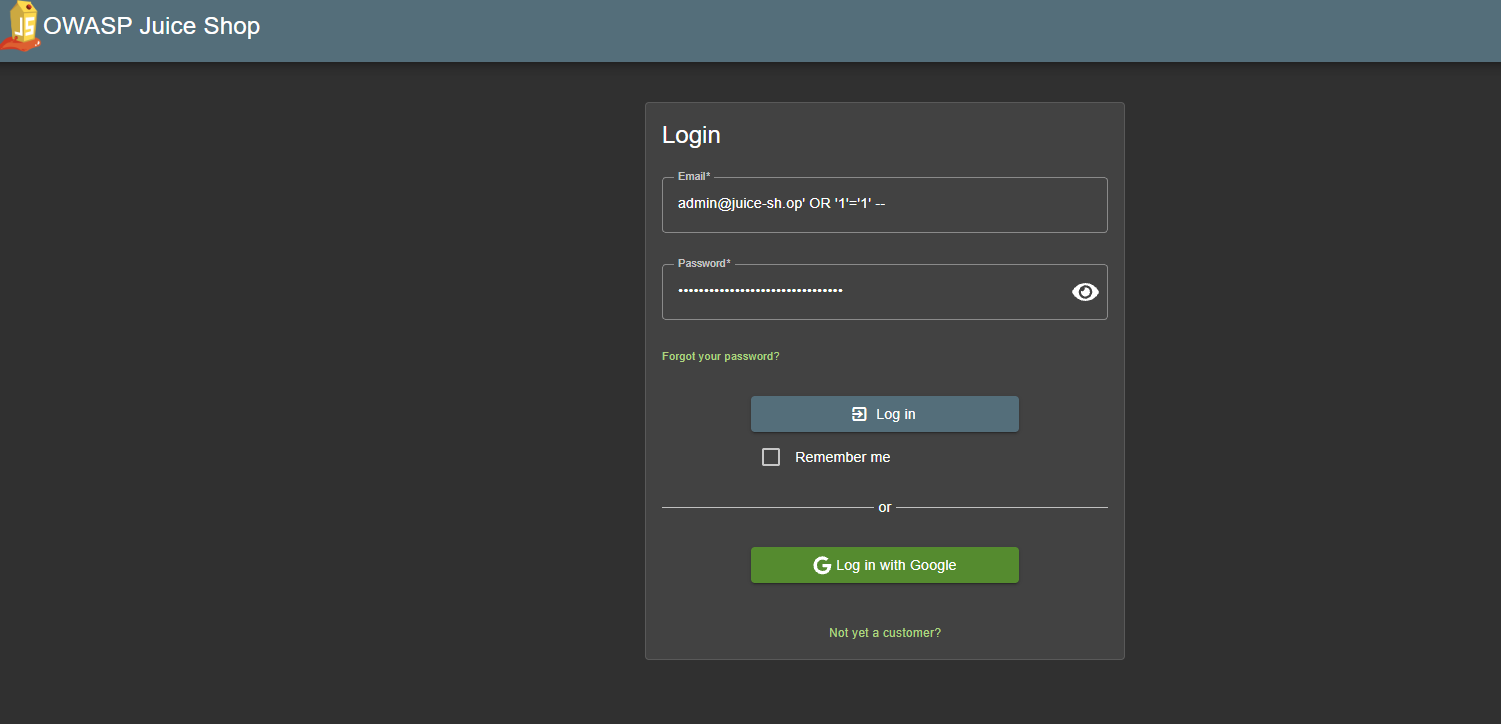 JS
OWASP Juice Shop
Login
Email*
admin@juice-sh.op' OR '1'='1' --
Password*
••••••••••••••••••••••••••••••••
Forgot your password?
Log in
Remember me
or
G Log in with Google
Not yet a customer?